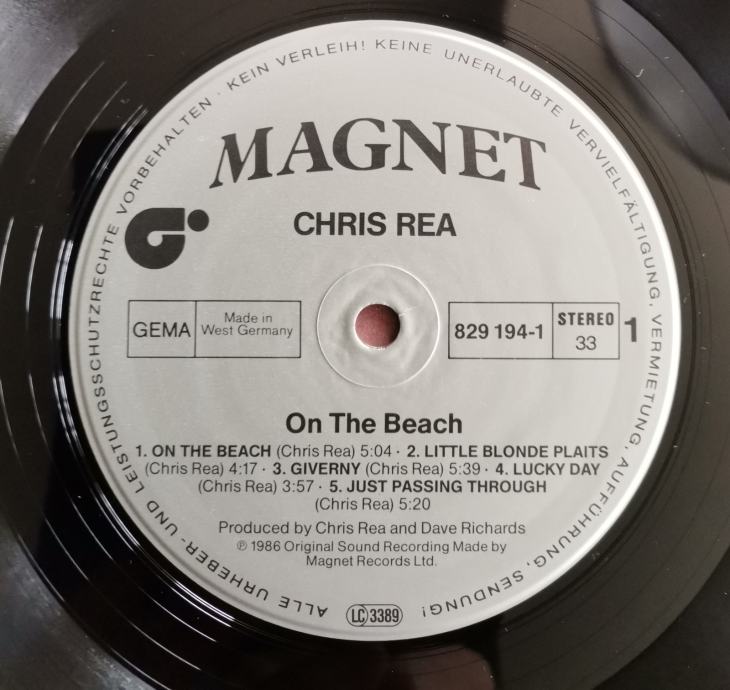 ALLE URHEBER- UND LEISTUNGSSCHUTZRECHTE VORBEHALTEN · KEIN VERLEIH! KEINE UNERLAUBTE VERVIELFÄLTIGUNG, VERMIETUNG, AUFFÜHRUNG, SENDUNG!
MAGNET
CHRIS REA
GEMA
Made in
West Germany
829 194-1
STEREO
33
1
On The Beach
1. ON THE BEACH (Chris Rea) 5:04 · 2. LITTLE BLONDE PLAITS
(Chris Rea) 4:17 · 3. GIVERNY (Chris Rea) 5:39 · 4. LUCKY DAY
(Chris Rea) 3:57 · 5. JUST PASSING THROUGH
(Chris Rea) 5:20
Produced by Chris Rea and Dave Richards
℗ 1986 Original Sound Recording Made by
Magnet Records Ltd.
LC 3389